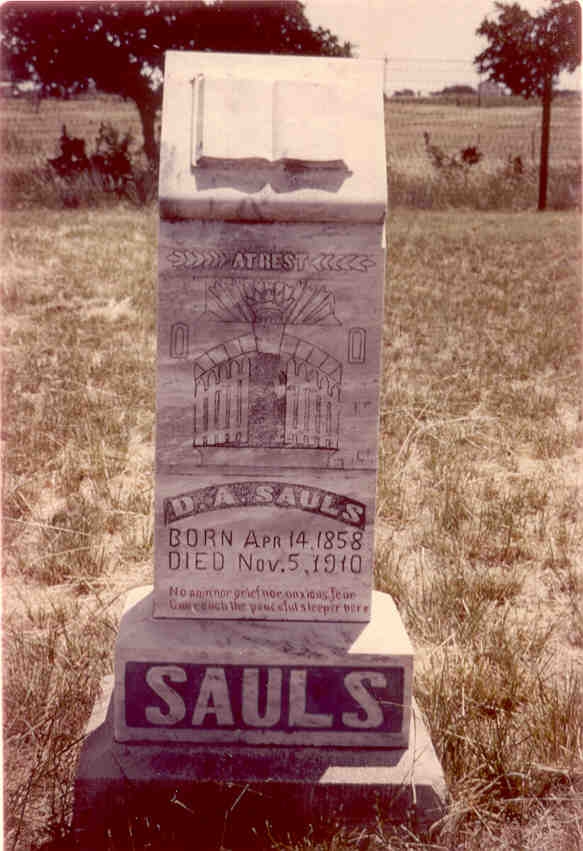 AT REST
D. A. SAULS
BORN APR 14, 1858
DIED NOV. 5, 1910
No pain nor grief nor anxious fear
Can reach the peaceful sleeper here
SAULS